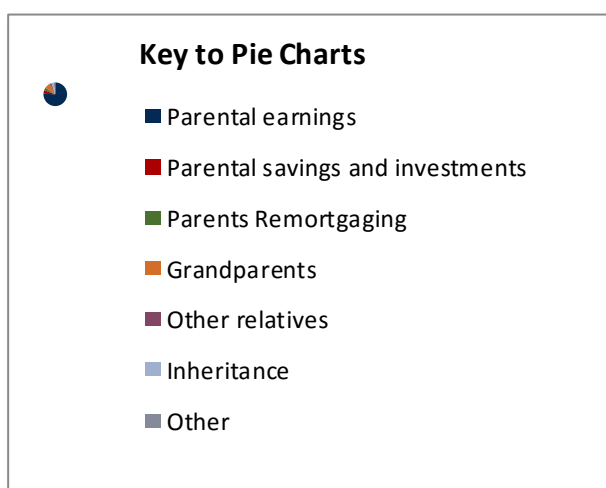 Key to Pie Charts
Parental earnings
Parental savings and investments
Parents Remortgaging
Grandparents
Other relatives
Inheritance
Other